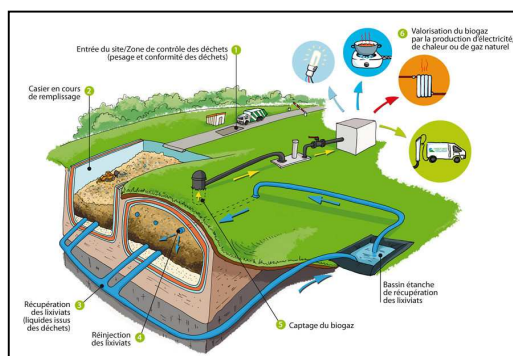 Entrée du site/Zone de contrôle des déchets 1
(pesage et conformité des déchets)
6 Valorisation du biogaz
par la production d'électricité,
de chaleur ou de gaz naturel
Casier en cours
de remplissage 2
Récupération 3
des lixiviats
(liquides issus
des déchets)
Réinjection 4
des lixiviats
5 Captage du biogaz
Bassin étanche
de récupération
des lixiviats